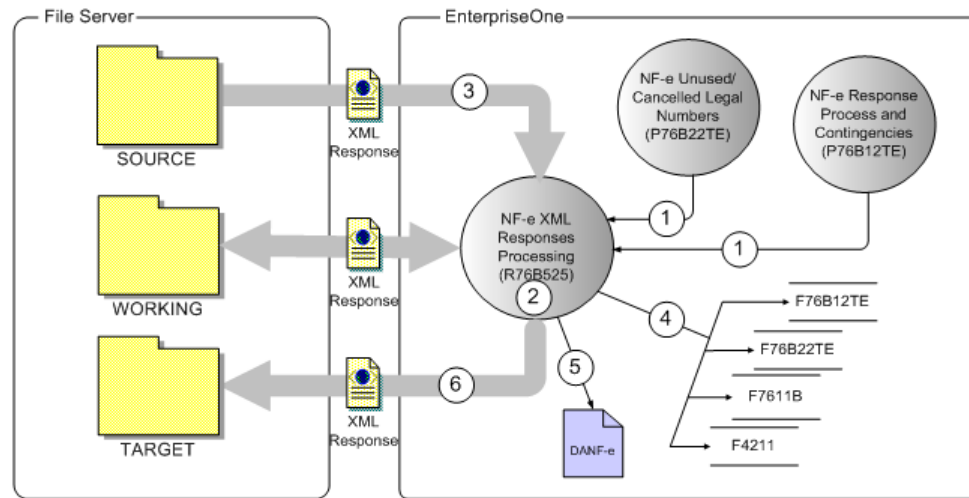 File Server
EnterpriseOne
SOURCE
XML
Response
3
NF-e Unused/
Cancelled Legal
Numbers
(P76B22TE)
NF-e Response
Process and
Contingencies
(P76B12TE)
1
1
WORKING
XML
Response
NF-e XML
Responses
Processing
(R76B525)
2
4
F76B12TE
F76B22TE
F7611B
F4211
TARGET
XML
Response
6
5
DANF-e